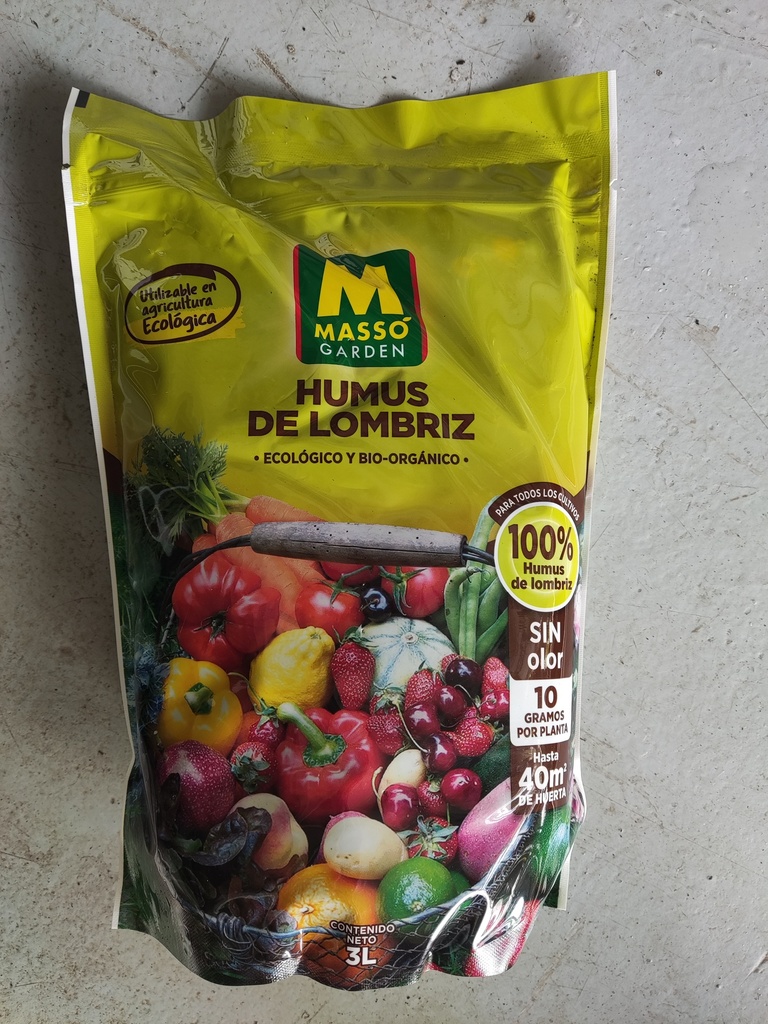 Utilizable en
agricultura
Ecológica
M
MASSÓ
GARDEN
HUMUS
DE LOMBRIZ
• ECOLÓGICO Y BIO-ORGÁNICO •
PARA TODOS LOS CULTIVOS
100%
Humus
de lombriz
SIN
olor
10
GRAMOS
POR PLANTA
Hasta
40m²
DE HUERTA
CONTENIDO
NETO
3L